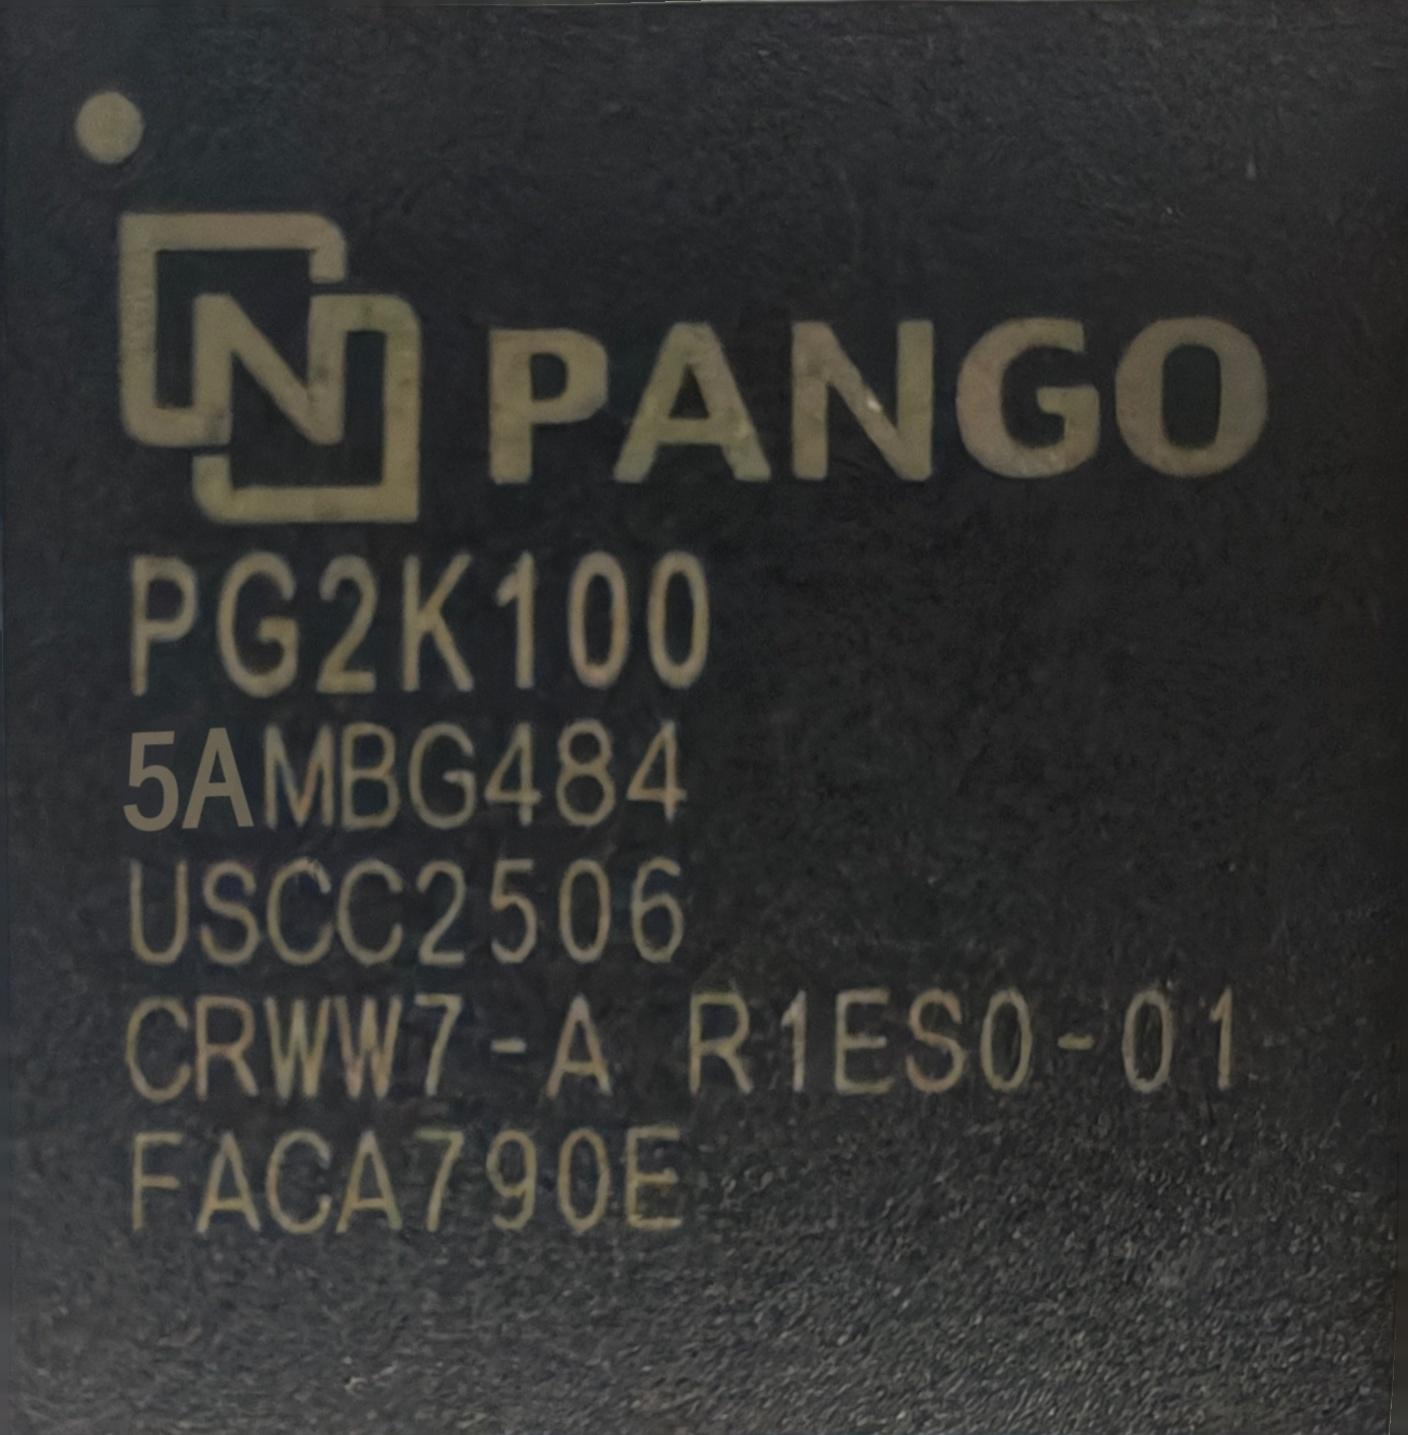 PANGO
PG2K100
5AMBG484
USCC2506
CRWW7-A R1ES0-01
FACA790E